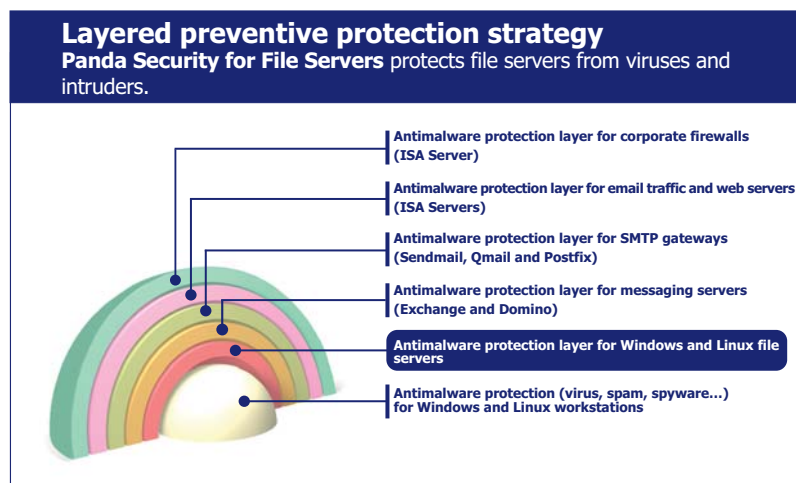 Layered preventive protection strategy
Panda Security for File Servers protects file servers from viruses and
intruders.
Antimalware protection layer for corporate firewalls
(ISA Server)
Antimalware protection layer for email traffic and web servers
(ISA Servers)
Antimalware protection layer for SMTP gateways
(Sendmail, Qmail and Postfix)
Antimalware protection layer for messaging servers
(Exchange and Domino)
Antimalware protection layer for Windows and Linux file
servers
Antimalware protection (virus, spam, spyware...)
for Windows and Linux workstations